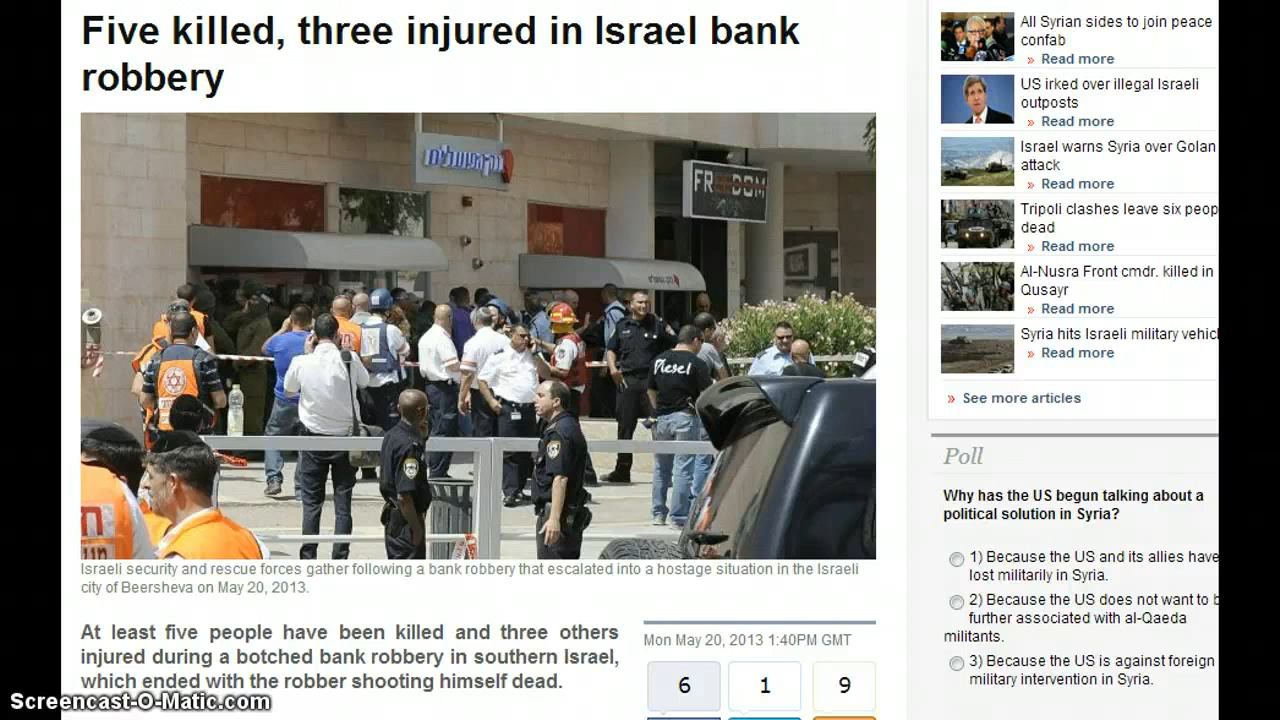 Five killed, three injured in Israel bank
robbery
בנק הפועלים
FREEDOM
Diesel
Israeli security and rescue forces gather following a bank robbery that escalated into a hostage situation in the Israeli
city of Beersheva on May 20, 2013.
At least five people have been killed and three others
injured during a botched bank robbery in southern Israel,
which ended with the robber shooting himself dead.
Mon May 20, 2013 1:40PM GMT
6 1 9
All Syrian sides to join peace
confab
» Read more
US irked over illegal Israeli
outposts
» Read more
Israel warns Syria over Golan
attack
» Read more
Tripoli clashes leave six peop
dead
» Read more
Al-Nusra Front cmdr. killed in
Qusayr
» Read more
Syria hits Israeli military vehicl
» Read more
» See more articles
Poll
Why has the US begun talking about a
political solution in Syria?
1) Because the US and its allies have
lost militarily in Syria.
2) Because the US does not want to b
further associated with al-Qaeda
militants.
3) Because the US is against foreign
military intervention in Syria.
Screencast-O-Matic.com